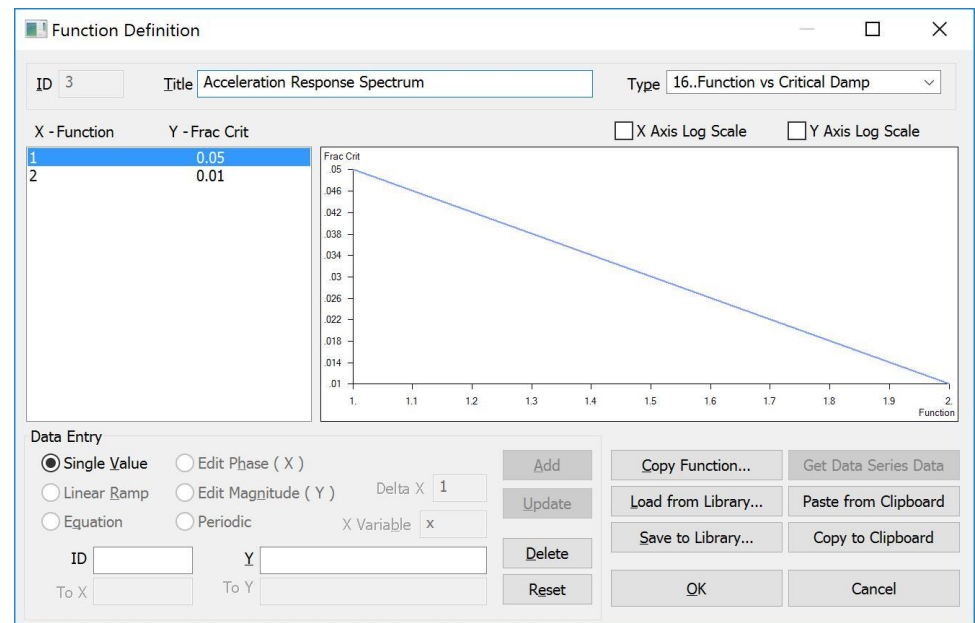 Function Definition
ID 3 Title Acceleration Response Spectrum Type 16..Function vs Critical Damp
X - Function Y - Frac Crit X Axis Log Scale Y Axis Log Scale
1 0.05
2 0.01
Frac Crit
.05
.046
.042
.038
.034
.03
.026
.022
.018
.014
.01
1. 1.1 1.2 1.3 1.4 1.5 1.6 1.7 1.8 1.9 2.
Function
Data Entry
Single Value Edit Phase ( X ) Add Copy Function... Get Data Series Data
Linear Ramp Edit Magnitude ( Y ) Delta X 1 Update Load from Library... Paste from Clipboard
Equation Periodic X Variable x Save to Library... Copy to Clipboard
ID Y Delete
To X To Y Reset OK Cancel